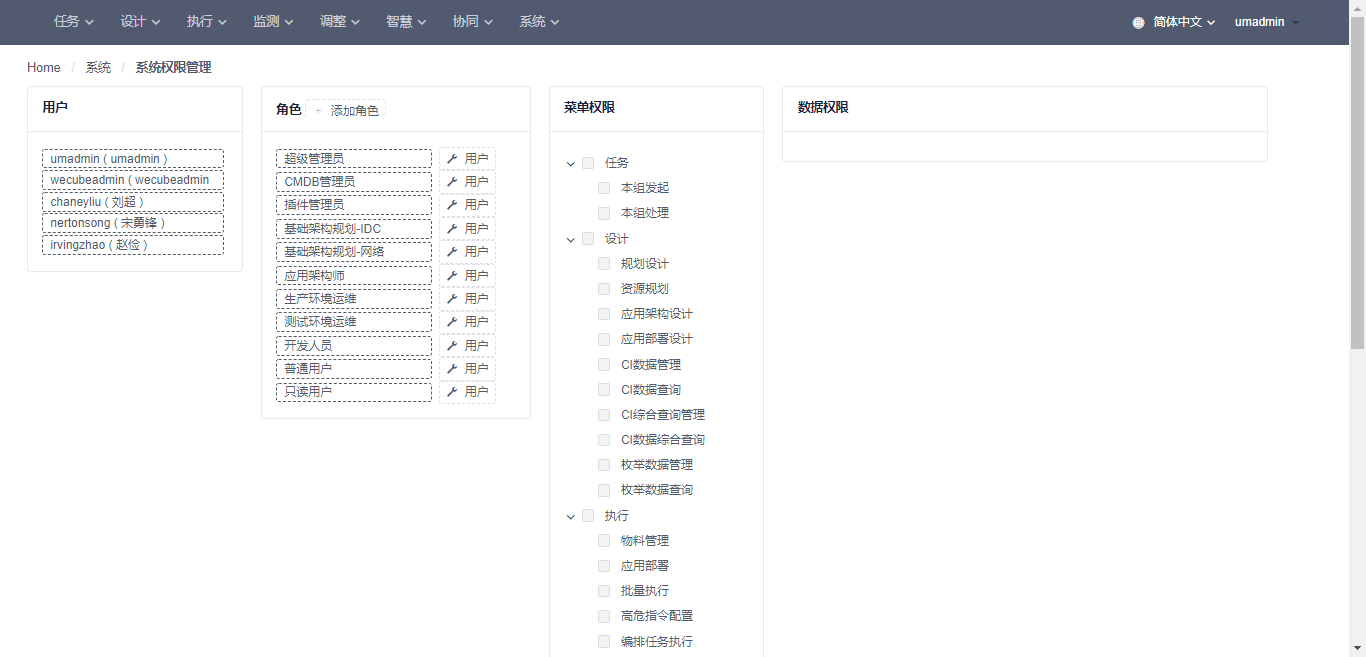 任务 设计 执行 监测 调整 智慧 协同 系统 简体中文 umadmin
Home / 系统 / 系统权限管理
用户
umadmin ( umadmin )
wecubeadmin ( wecubeadmin
chaneyliu ( 刘超 )
nertonsong ( 宋勇锋 )
irvingzhao ( 赵俭 )
角色 + 添加角色
超级管理员 用户
CMDB管理员 用户
插件管理员 用户
基础架构规划-IDC 用户
基础架构规划-网络 用户
应用架构师 用户
生产环境运维 用户
测试环境运维 用户
开发人员 用户
普通用户 用户
只读用户 用户
菜单权限
任务
本组发起
本组处理
设计
规划设计
资源规划
应用架构设计
应用部署设计
CI数据管理
CI数据查询
CI综合查询管理
CI数据综合查询
枚举数据管理
枚举数据查询
执行
物料管理
应用部署
批量执行
高危指令配置
编排任务执行
数据权限